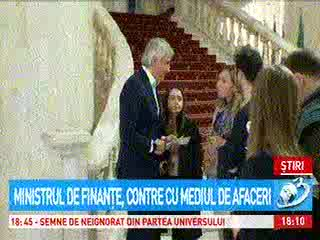 ȘTIRI
MINISTRUL DE FINANȚE, CONTRE CU MEDIUL DE AFACERI
18:45 - SEMNE DE NEIGNORAT DIN PARTEA UNIVERSULUI
18:10